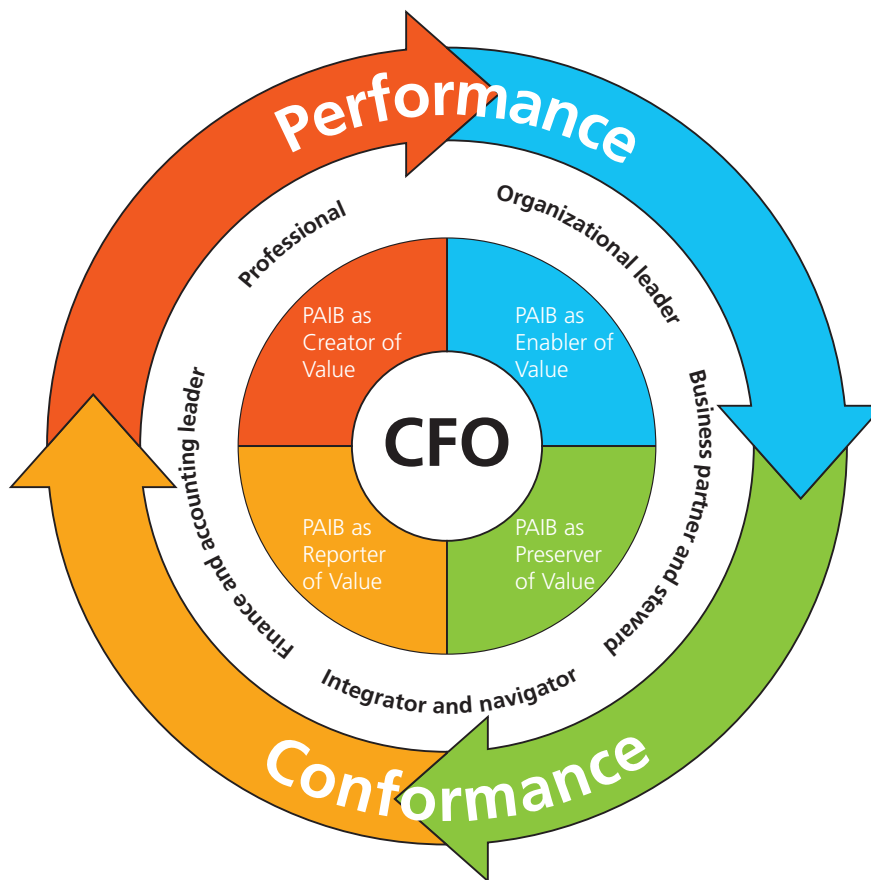 Performance
Professional
Organizational leader
PAIB as
Creator of
Value
PAIB as
Enabler of
Value
Finance and accounting leader
CFO
Business partner and steward
PAIB as
Reporter
of Value
PAIB as
Preserver
of Value
Integrator and navigator
Conformance